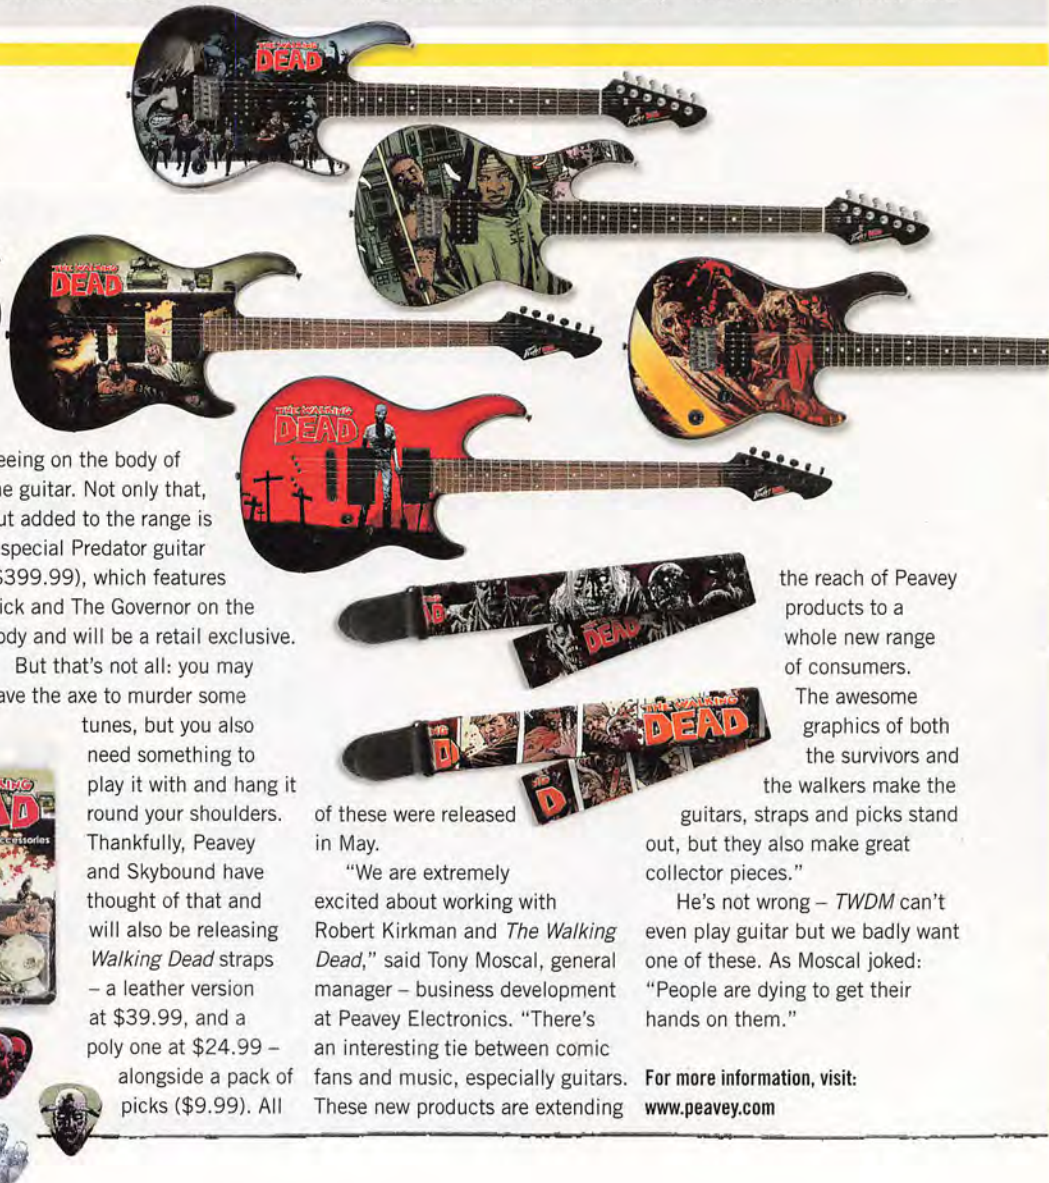 THE WALKING
DEAD
THE WALKING
DEAD
THE WALKING
DEAD
eeing on the body of
e guitar. Not only that,
ut added to the range is
special Predator guitar
$399.99), which features
ick and The Governor on the
ody and will be a retail exclusive.
But that's not all: you may
ave the axe to murder some
tunes, but you also
need something to
play it with and hang it
round your shoulders.
Thankfully, Peavey
and Skybound have
thought of that and
will also be releasing
Walking Dead straps
– a leather version
at $39.99, and a
poly one at $24.99 –
alongside a pack of
picks ($9.99). All
DEAD
THE WALKING
DEAD
of these were released
in May.
"We are extremely
excited about working with
Robert Kirkman and The Walking
Dead," said Tony Moscal, general
manager – business development
at Peavey Electronics. "There's
an interesting tie between comic
fans and music, especially guitars.
These new products are extending
the reach of Peavey
products to a
whole new range
of consumers.
The awesome
graphics of both
the survivors and
the walkers make the
guitars, straps and picks stand
out, but they also make great
collector pieces."
He's not wrong – TWDM can't
even play guitar but we badly want
one of these. As Moscal joked:
"People are dying to get their
hands on them."
For more information, visit:
www.peavey.com